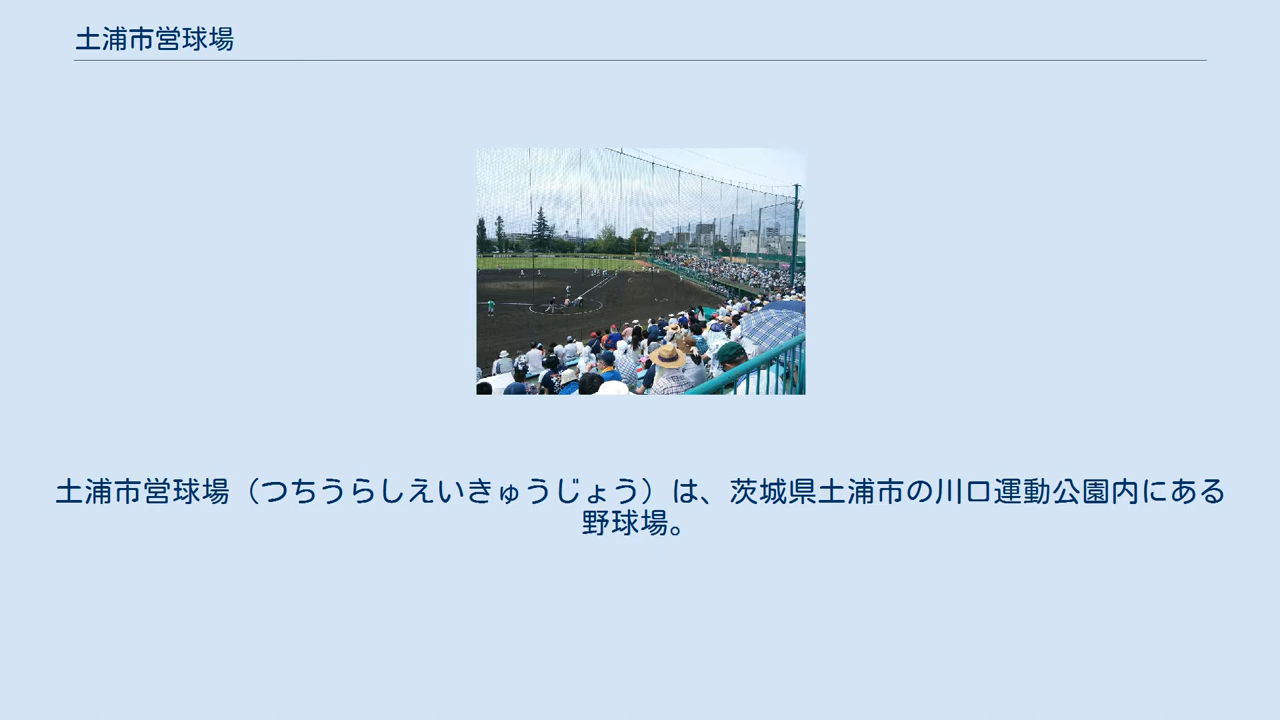 土浦市営球場
土浦市営球場（つちうらしえいきゅうじょう）は、茨城県土浦市の川口運動公園内にある
野球場。